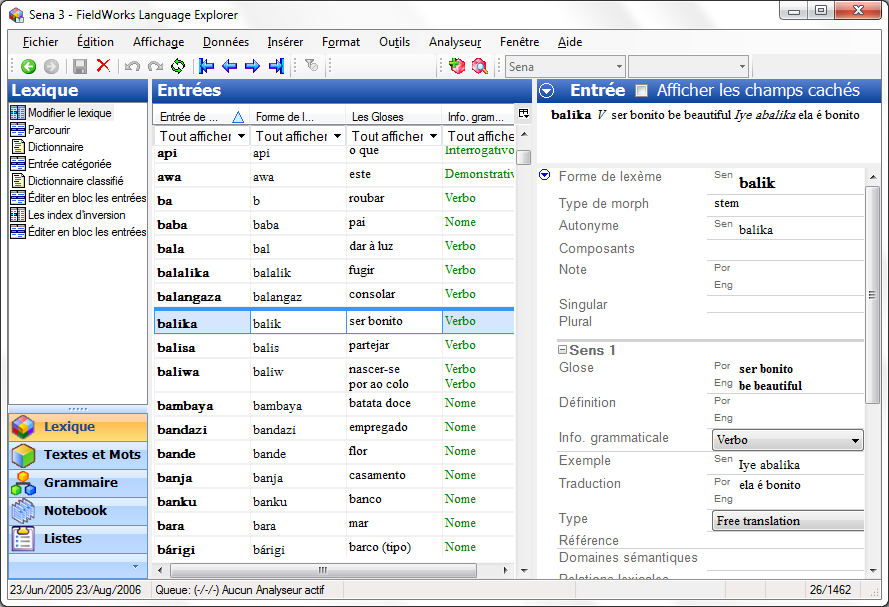 Sena 3 - FieldWorks Language Explorer
Fichier Édition Affichage Données Insérer Format Outils Analyseur Fenêtre Aide
Sena
Lexique
Modifier le lexique
Parcourir
Dictionnaire
Entrée catégoriée
Dictionnaire classifié
Éditer en bloc les entrées
Les index d'inversion
Éditer en bloc les entrées
Lexique
Textes et Mots
Grammaire
Notebook
Listes
Entrées
Entrée de ... Forme de l... Les Gloses Info. gram...
Tout afficher Tout afficher Tout afficher Tout affiche
api api o que Interrogativo
awa awa este Demonstrativ
ba b roubar Verbo
baba baba pai Nome
bala bal dar à luz Verbo
balalika balalik fugir Verbo
balangaza balangaz consolar Verbo
balika balik ser bonito Verbo
balisa balis partejar Verbo
baliwa baliw nascer-se Verbo
por ao colo Verbo
bambaya bambaya batata doce Nome
bandazi bandazi empregado Nome
bande bande flor Nome
banja banja casamento Nome
banku banku banco Nome
bara bara mar Nome
bárigi bárigi barco (tipo) Nome
Entrée Afficher les champs cachés
balika V ser bonito be beautiful Iye abalika ela é bonito
Forme de lexème Sen balik
Type de morph stem
Autonyme Sen balika
Composants
Note Por
Eng
Singular
Plural
Sens 1
Glose Por ser bonito
Eng be beautiful
Définition Por
Eng
Info. grammaticale Verbo
Exemple Sen Iye abalika
Traduction Por ela é bonito
Eng
Type Free translation
Référence
Domaines sémantiques
Relations lexicales
23/Jun/2005 23/Aug/2006 Queue: (-/-/-) Aucun Analyseur actif 26/1462